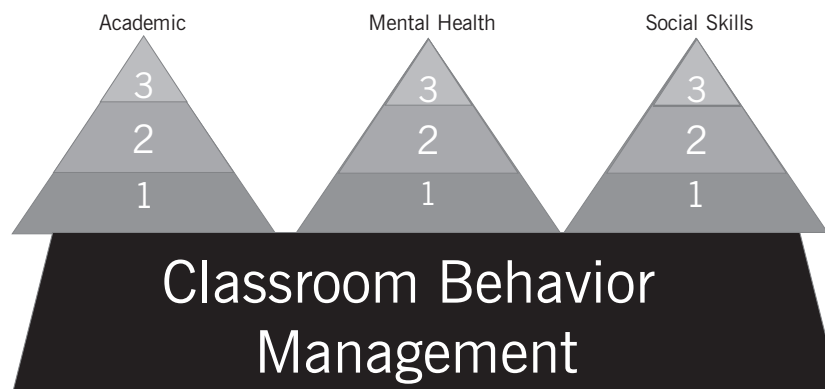 Academic
Mental Health
Social Skills
3
3
3
2
2
2
1
1
1
Classroom Behavior
Management